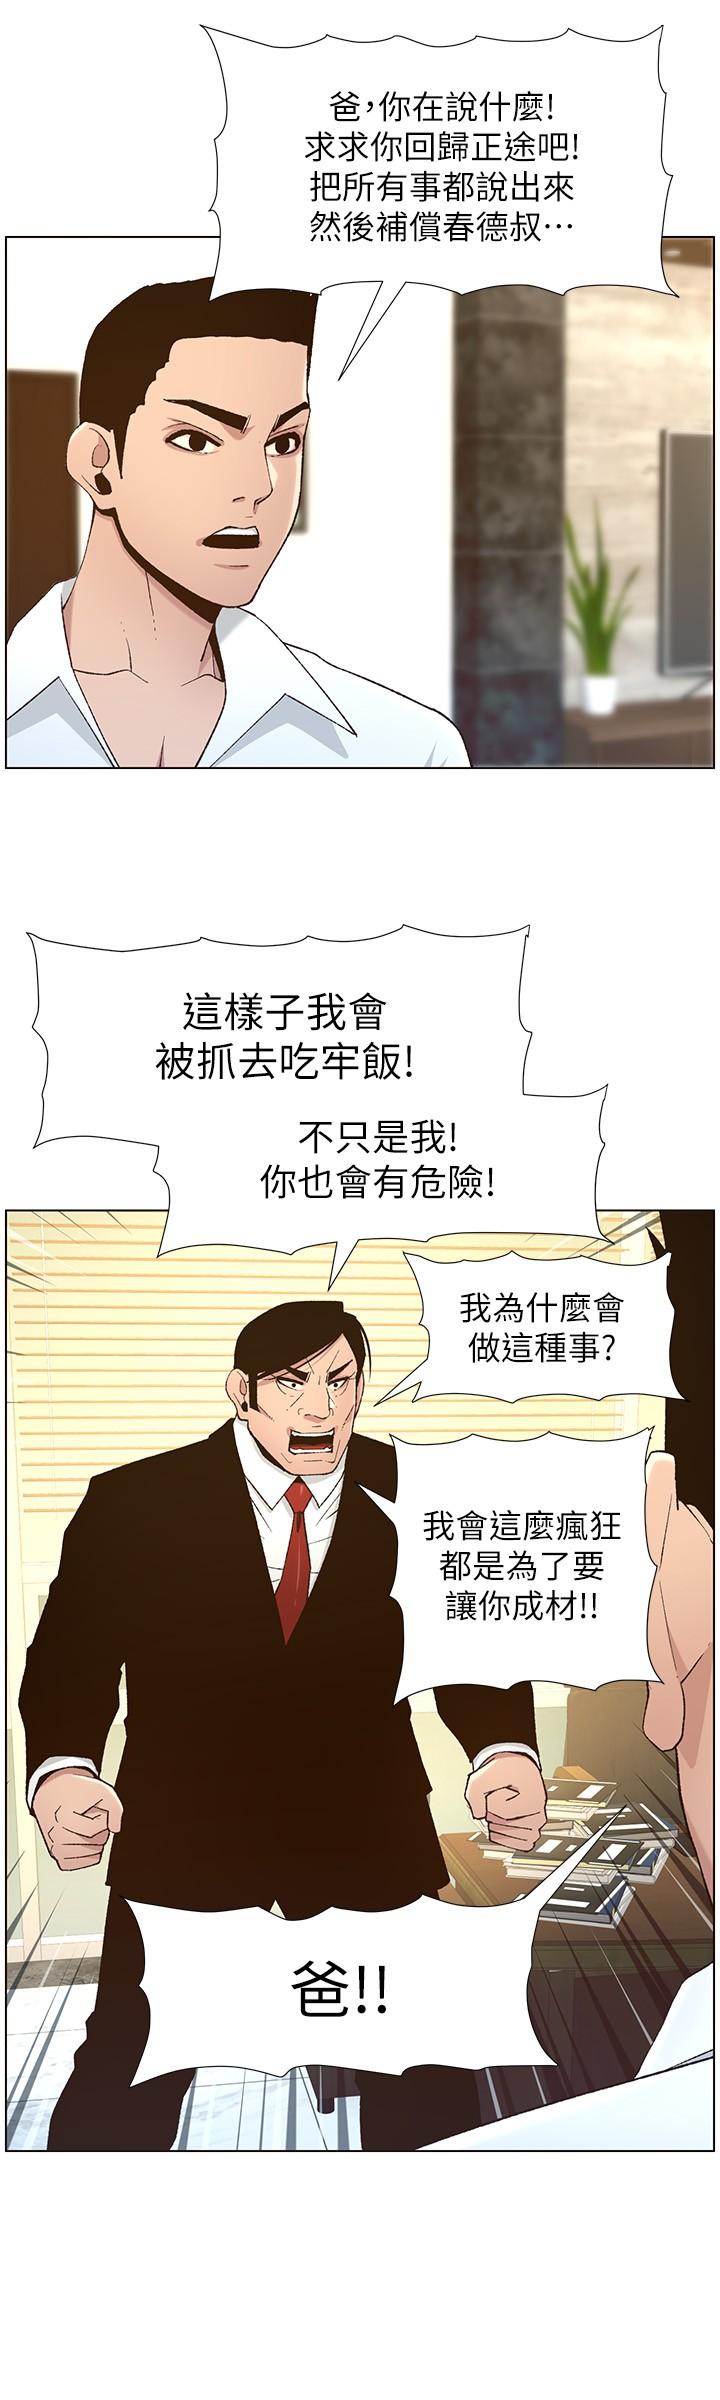 爸，你在說什麼!
求求你回歸正途吧!
把所有事都說出來
然後補償春德叔…
這樣子我會
被抓去吃牢飯!
不只是我!
你也會有危險!
我為什麼會
做這種事?
我會這麼瘋狂
都是為了要
讓你成材!!
爸!!